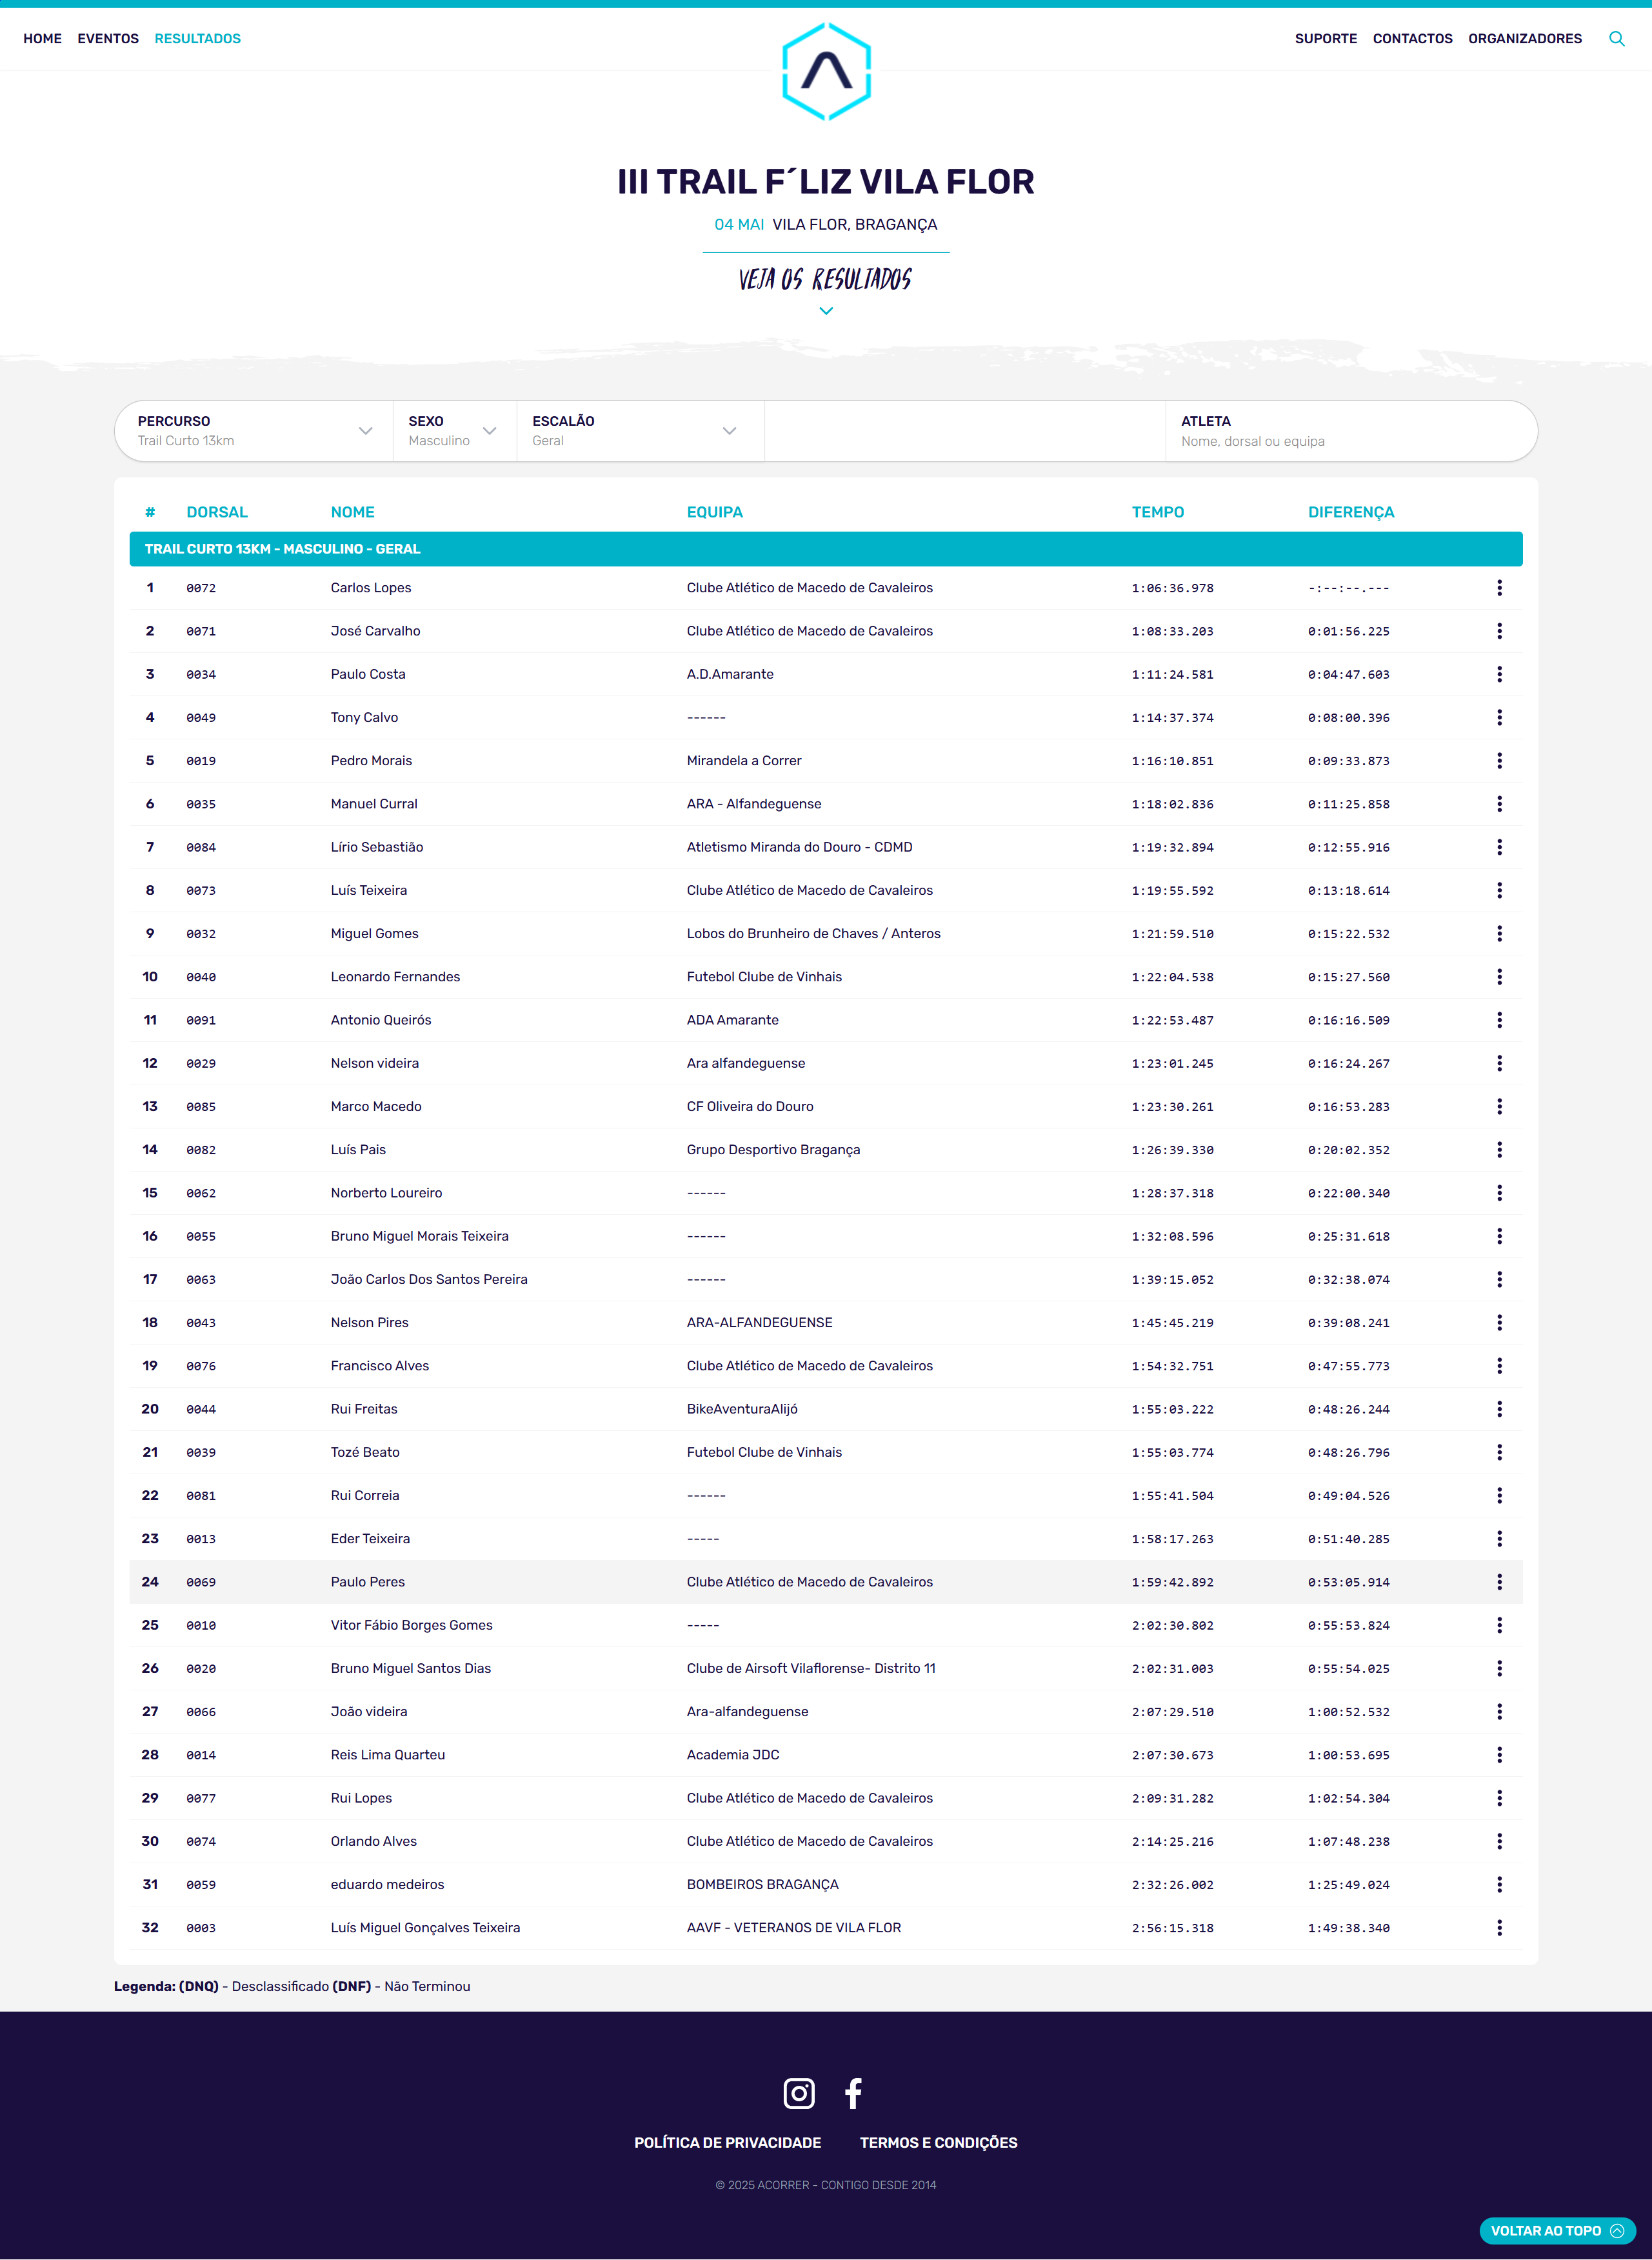 HOME EVENTOS RESULTADOS SUPORTE CONTACTOS ORGANIZADORES
III TRAIL F´LIZ VILA FLOR
04 MAI VILA FLOR, BRAGANÇA
VEJA OS RESULTADOS
PERCURSO SEXO ESCALÃO ATLETA
Trail Curto 13km Masculino Geral Nome, dorsal ou equipa
# DORSAL NOME EQUIPA TEMPO DIFERENÇA
TRAIL CURTO 13KM - MASCULINO - GERAL
1 0072 Carlos Lopes Clube Atlético de Macedo de Cavaleiros 1:06:36.978 -:--:--.---
2 0071 José Carvalho Clube Atlético de Macedo de Cavaleiros 1:08:33.203 0:01:56.225
3 0034 Paulo Costa A.D.Amarante 1:11:24.581 0:04:47.603
4 0049 Tony Calvo ------ 1:14:37.374 0:08:00.396
5 0019 Pedro Morais Mirandela a Correr 1:16:10.851 0:09:33.873
6 0035 Manuel Curral ARA - Alfandeguense 1:18:02.836 0:11:25.858
7 0084 Lírio Sebastião Atletismo Miranda do Douro - CDMD 1:19:32.894 0:12:55.916
8 0073 Luís Teixeira Clube Atlético de Macedo de Cavaleiros 1:19:55.592 0:13:18.614
9 0032 Miguel Gomes Lobos do Brunheiro de Chaves / Anteros 1:21:59.510 0:15:22.532
10 0040 Leonardo Fernandes Futebol Clube de Vinhais 1:22:04.538 0:15:27.560
11 0091 Antonio Queirós ADA Amarante 1:22:53.487 0:16:16.509
12 0029 Nelson videira Ara alfandeguense 1:23:01.245 0:16:24.267
13 0085 Marco Macedo CF Oliveira do Douro 1:23:30.261 0:16:53.283
14 0082 Luís Pais Grupo Desportivo Bragança 1:26:39.330 0:20:02.352
15 0062 Norberto Loureiro ------ 1:28:37.318 0:22:00.340
16 0055 Bruno Miguel Morais Teixeira ------ 1:32:08.596 0:25:31.618
17 0063 João Carlos Dos Santos Pereira ------ 1:39:15.052 0:32:38.074
18 0043 Nelson Pires ARA-ALFANDEGUENSE 1:45:45.219 0:39:08.241
19 0076 Francisco Alves Clube Atlético de Macedo de Cavaleiros 1:54:32.751 0:47:55.773
20 0044 Rui Freitas BikeAventuraAlijó 1:55:03.222 0:48:26.244
21 0039 Tozé Beato Futebol Clube de Vinhais 1:55:03.774 0:48:26.796
22 0081 Rui Correia ------ 1:55:41.504 0:49:04.526
23 0013 Eder Teixeira ----- 1:58:17.263 0:51:40.285
24 0069 Paulo Peres Clube Atlético de Macedo de Cavaleiros 1:59:42.892 0:53:05.914
25 0010 Vitor Fábio Borges Gomes ----- 2:02:30.802 0:55:53.824
26 0020 Bruno Miguel Santos Dias Clube de Airsoft Vilaflorense- Distrito 11 2:02:31.003 0:55:54.025
27 0066 João videira Ara-alfandeguense 2:07:29.510 1:00:52.532
28 0014 Reis Lima Quarteu Academia JDC 2:07:30.673 1:00:53.695
29 0077 Rui Lopes Clube Atlético de Macedo de Cavaleiros 2:09:31.282 1:02:54.304
30 0074 Orlando Alves Clube Atlético de Macedo de Cavaleiros 2:14:25.216 1:07:48.238
31 0059 eduardo medeiros BOMBEIROS BRAGANÇA 2:32:26.002 1:25:49.024
32 0003 Luís Miguel Gonçalves Teixeira AAVF - VETERANOS DE VILA FLOR 2:56:15.318 1:49:38.340
Legenda: (DNQ) - Desclassificado (DNF) - Não Terminou
POLÍTICA DE PRIVACIDADE TERMOS E CONDIÇÕES
© 2025 ACORRER - CONTIGO DESDE 2014
VOLTAR AO TOPO